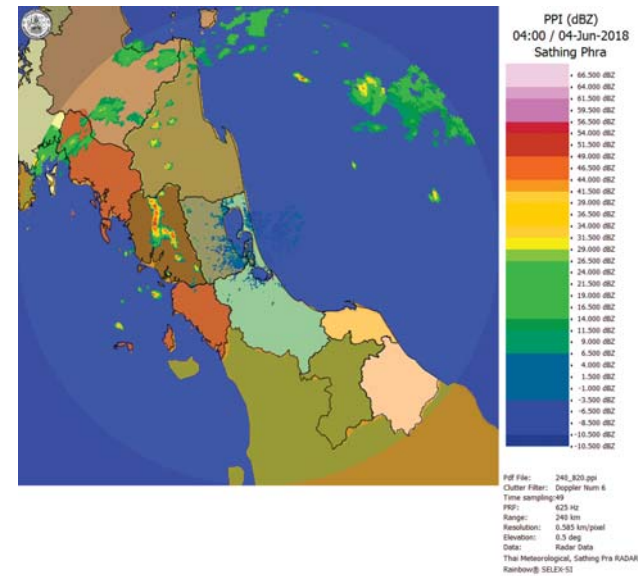 PPI (dBZ)
04:00 / 04-Jun-2018
Sathing Phra
66.500 dBZ
64.000 dBZ
61.500 dBZ
59.500 dBZ
56.500 dBZ
54.000 dBZ
51.500 dBZ
49.000 dBZ
46.500 dBZ
44.000 dBZ
41.500 dBZ
39.000 dBZ
36.500 dBZ
34.000 dBZ
31.500 dBZ
29.000 dBZ
26.500 dBZ
24.000 dBZ
21.500 dBZ
19.000 dBZ
16.500 dBZ
14.000 dBZ
11.500 dBZ
9.000 dBZ
6.500 dBZ
4.000 dBZ
1.500 dBZ
-1.000 dBZ
-3.500 dBZ
-6.500 dBZ
-8.500 dBZ
-10.500 dBZ
-10.500 dBZ
Pdf File: 240_820.ppi
Clutter Filter: Doppler Num 6
Time sampling:49
PRF: 625 Hz
Range: 240 km
Resolution: 0.585 km/pixel
Elevation: 0.5 deg
Data: Radar Data
Thai Meteorological, Sathing Pra RADAR
Rainbow® SELEX-SI